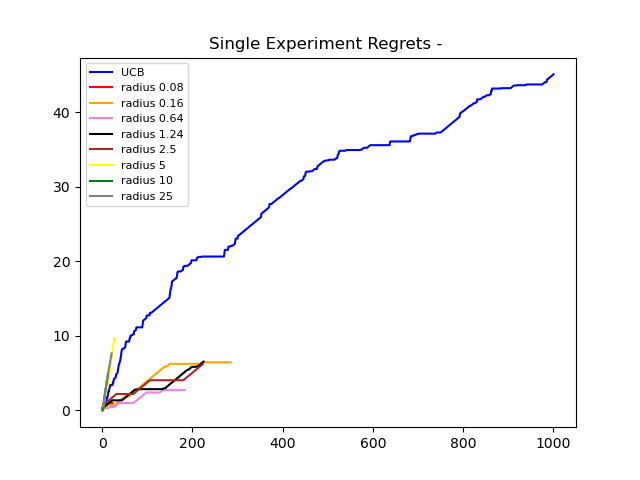 Single Experiment Regrets -
UCB
radius 0.08
radius 0.16
radius 0.64
radius 1.24
radius 2.5
radius 5
radius 10
radius 25
40
30
20
10
0
0 200 400 600 800 1000